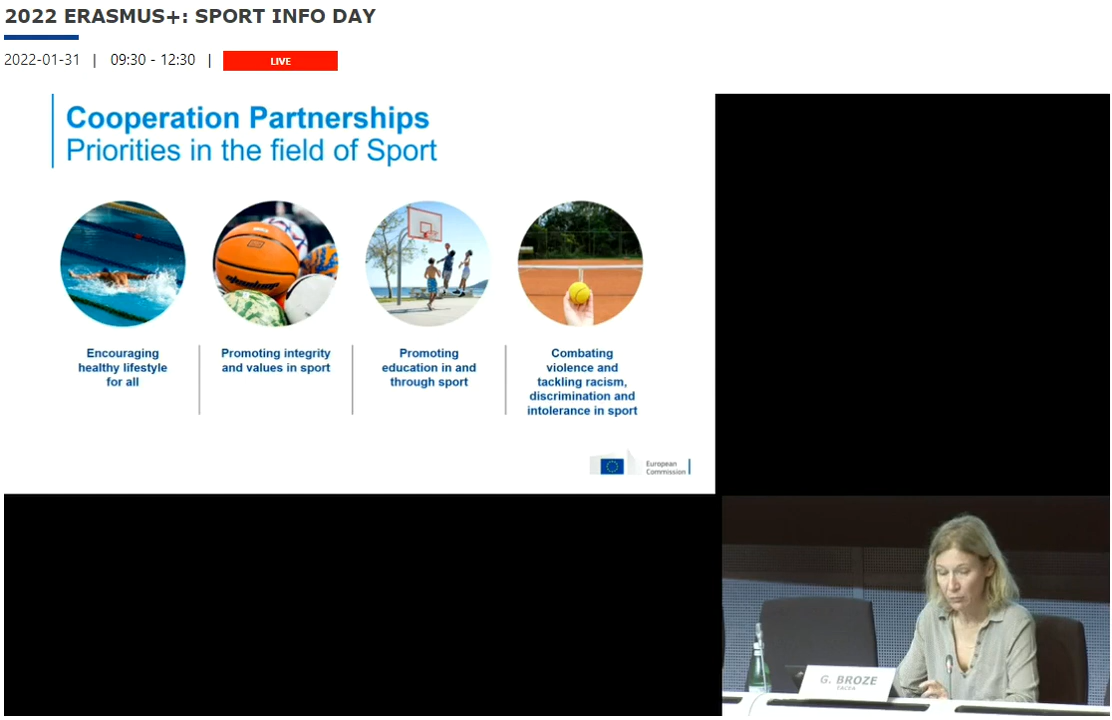 2022 ERASMUS+: SPORT INFO DAY
2022-01-31 | 09:30 - 12:30 | LIVE
Cooperation Partnerships
Priorities in the field of Sport
Encouraging
healthy lifestyle
for all
Promoting integrity
and values in sport
Promoting
education in and
through sport
Combating
violence and
tackling racism,
discrimination and
intolerance in sport
European
Commission
G. BROZE